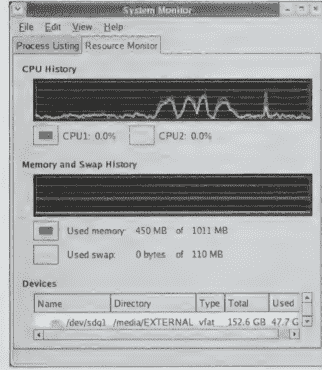 System Monitor
File Edit View Help
Process Listing Resource Monitor
CPU History
CPU1: 0.0% CPU2: 0.0%
Memory and Swap History
Used memory: 450 MB of 1011 MB
Used swap: 0 bytes of 110 MB
Devices
Name Directory Type Total Used
/dev/sdq1 /media/EXTERNAL vfat 152.6 GB 47.7 G